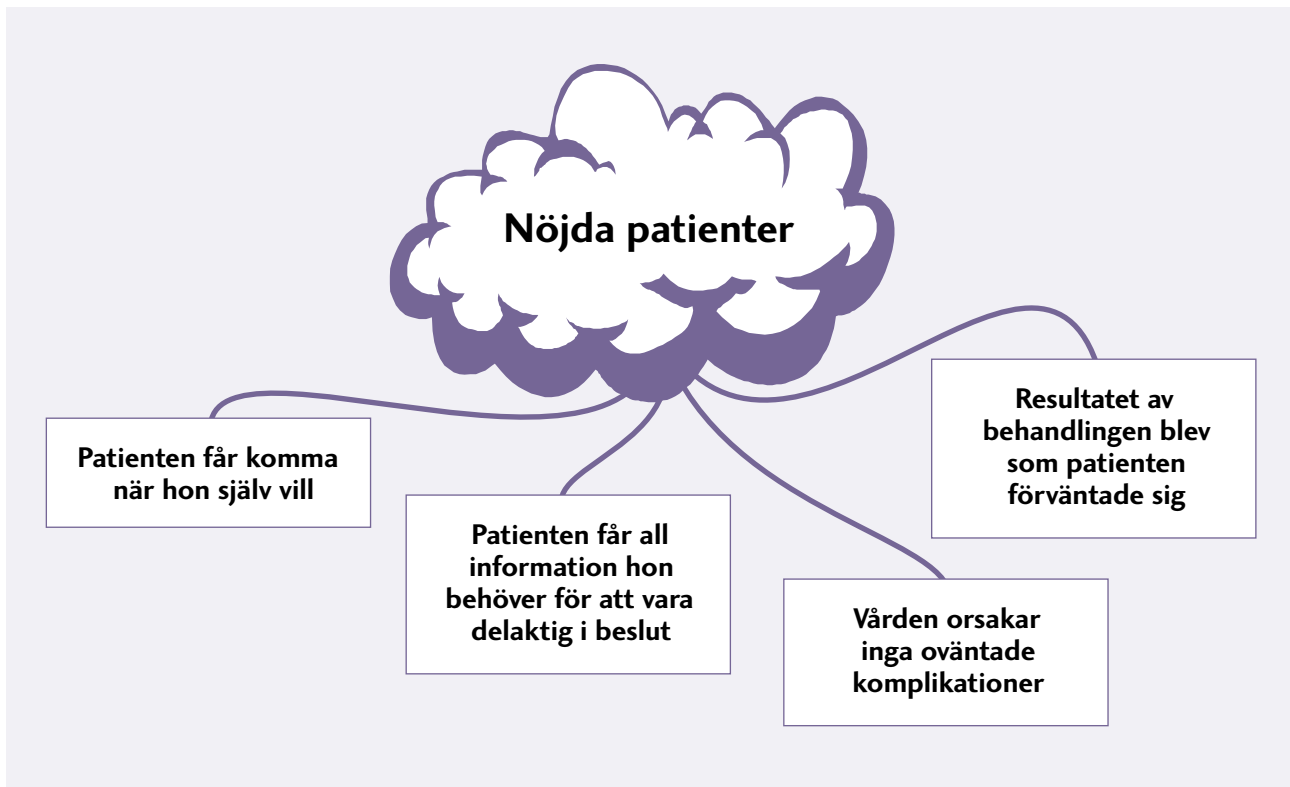 Nöjda patienter
Patienten får komma
när hon själv vill
Patienten får all
information hon
behöver för att vara
delaktig i beslut
Vården orsakar
inga oväntade
komplikationer
Resultatet av
behandlingen blev
som patienten
förväntade sig